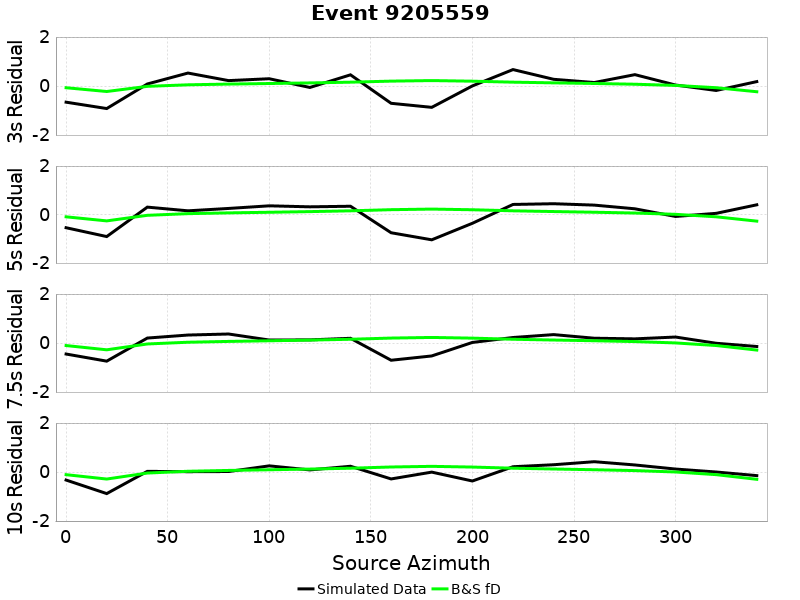 Event 9205559
3s Residual
2
0
-2
5s Residual
2
0
-2
7.5s Residual
2
0
-2
10s Residual
2
0
-2
0 50 100 150 200 250 300
Source Azimuth
Simulated Data B&S fD